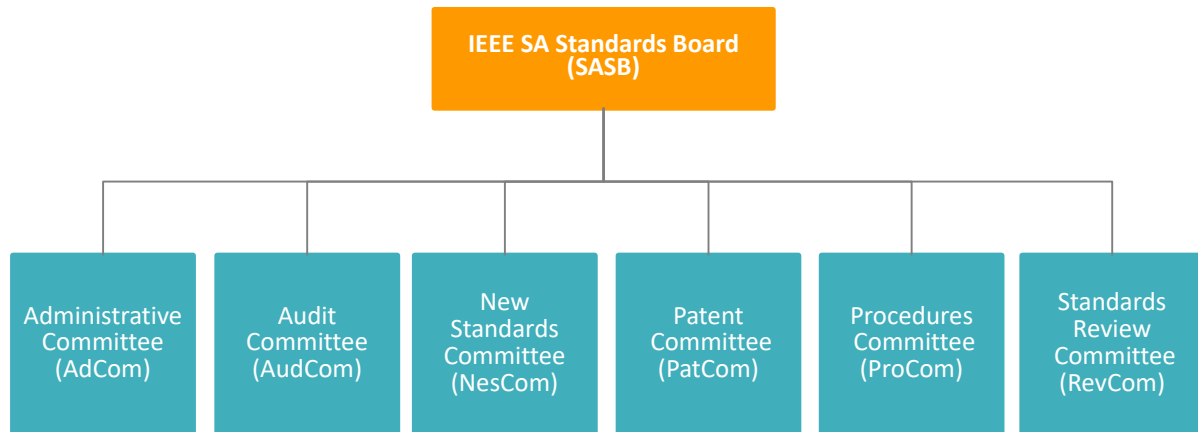 IEEE SA Standards Board
(SASB)
Administrative
Committee
(AdCom)
Audit
Committee
(AudCom)
New
Standards
Committee
(NesCom)
Patent
Committee
(PatCom)
Procedures
Committee
(ProCom)
Standards
Review
Committee
(RevCom)